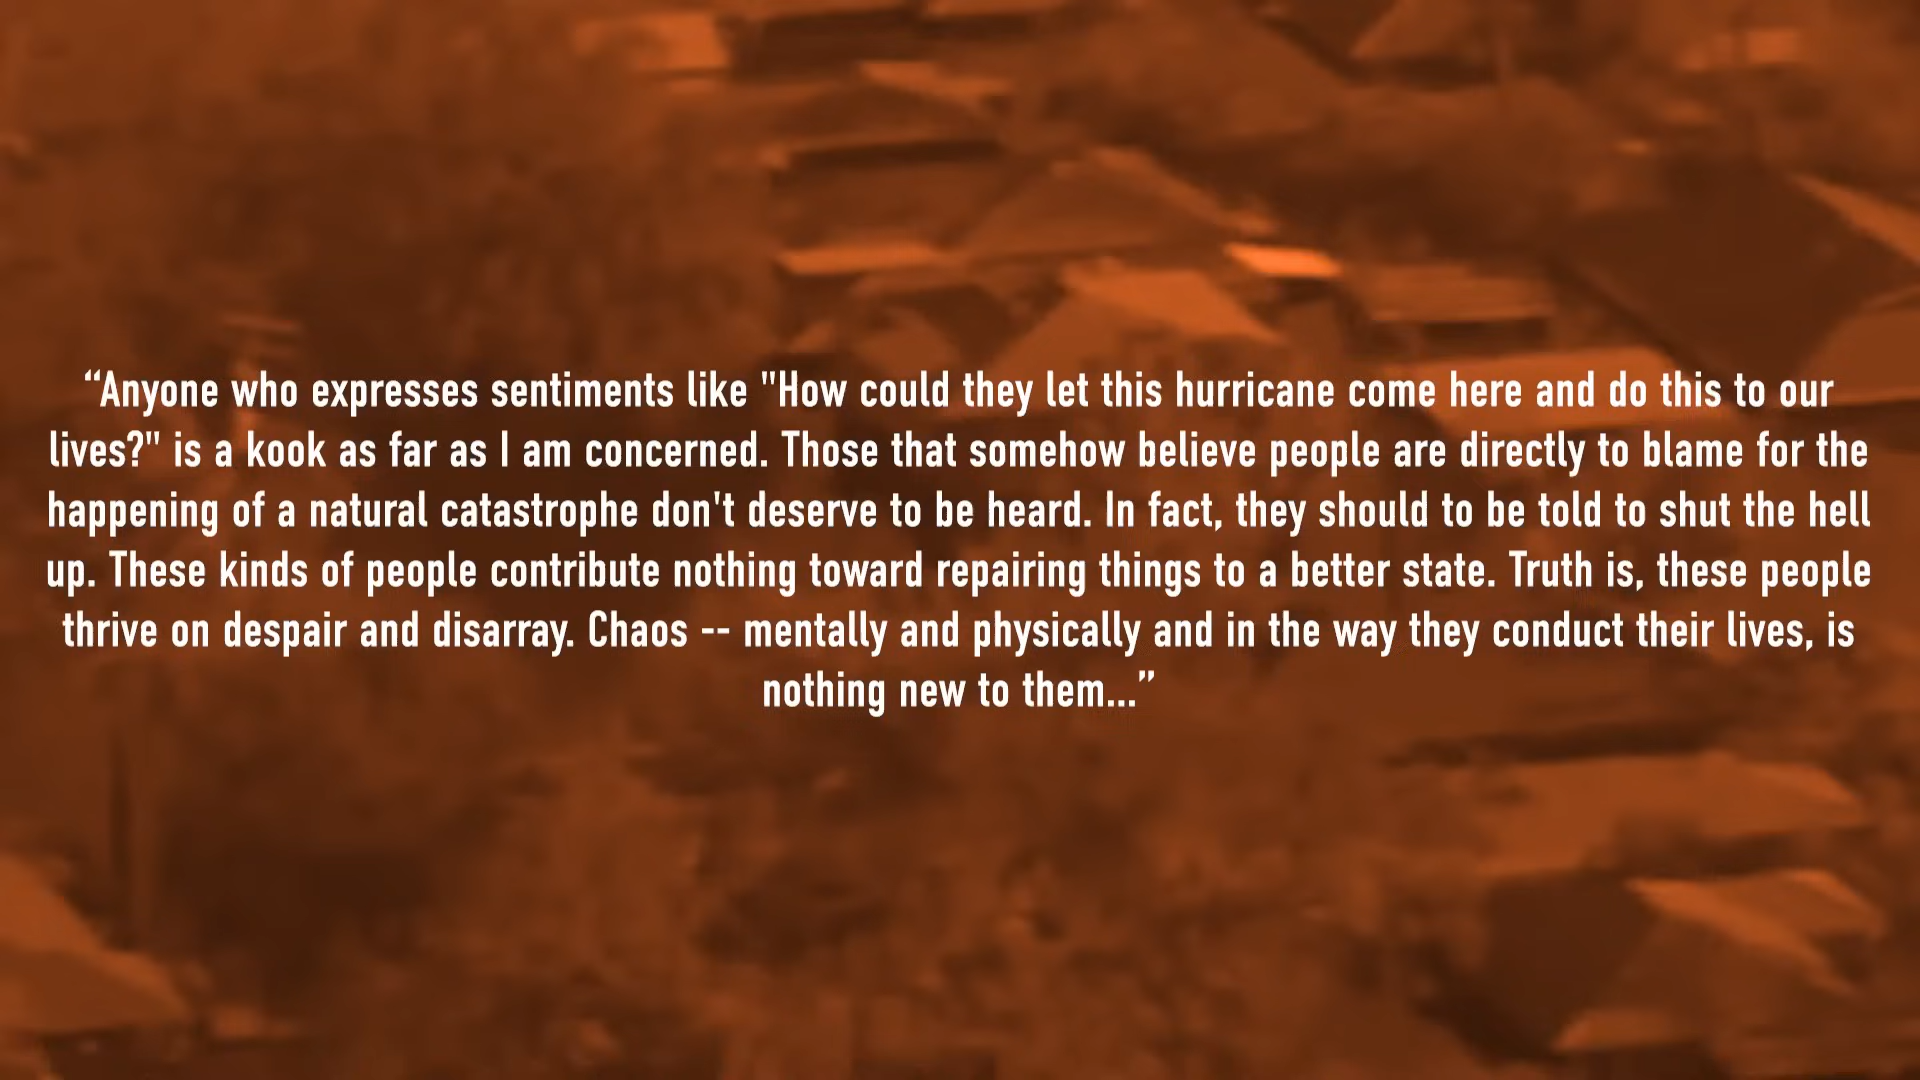 “Anyone who expresses sentiments like "How could they let this hurricane come here and do this to our
lives?" is a kook as far as I am concerned. Those that somehow believe people are directly to blame for the
happening of a natural catastrophe don't deserve to be heard. In fact, they should to be told to shut the hell
up. These kinds of people contribute nothing toward repairing things to a better state. Truth is, these people
thrive on despair and disarray. Chaos -- mentally and physically and in the way they conduct their lives, is
nothing new to them...”